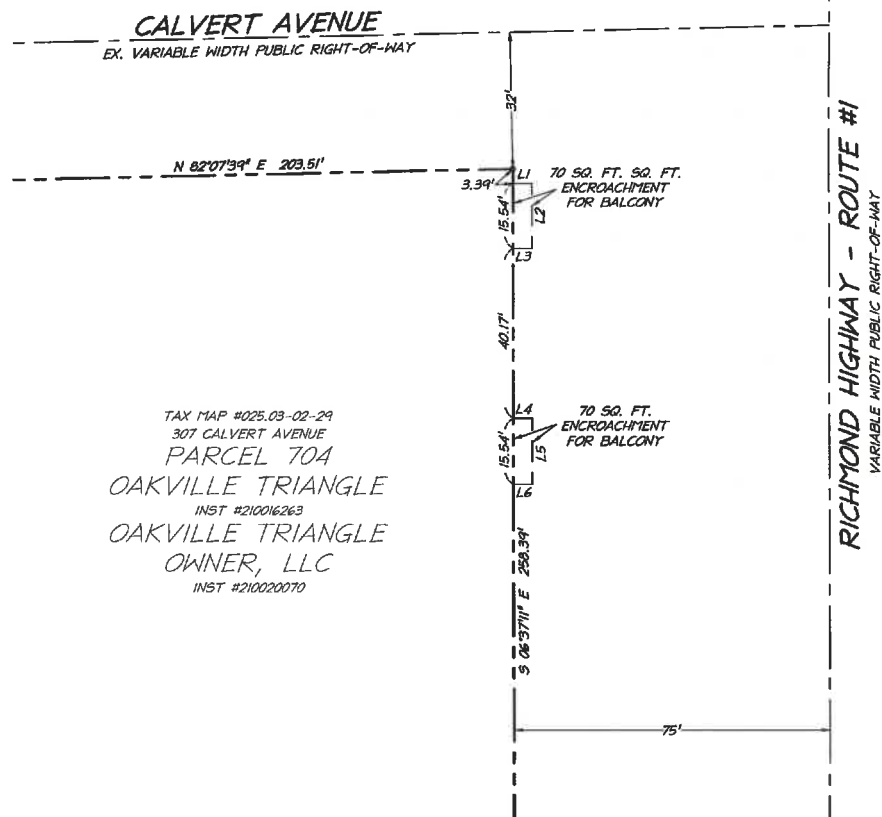 CALVERT AVENUE
EX. VARIABLE WIDTH PUBLIC RIGHT-OF-WAY
32'
N 82°07'39" E 203.51'
L1
3.39'
70 SQ. FT. SQ. FT.
ENCROACHMENT
FOR BALCONY
15.54'
L2
L3
40.17'
L4
70 SQ. FT.
ENCROACHMENT
FOR BALCONY
15.54'
L5
L6
TAX MAP #025.03-02-29
307 CALVERT AVENUE
PARCEL 704
OAKVILLE TRIANGLE
INST #210016263
OAKVILLE TRIANGLE
OWNER, LLC
INST #210020070
S 06°37'11" E 258.39'
75'
RICHMOND HIGHWAY - ROUTE #1
VARIABLE WIDTH PUBLIC RIGHT-OF-WAY